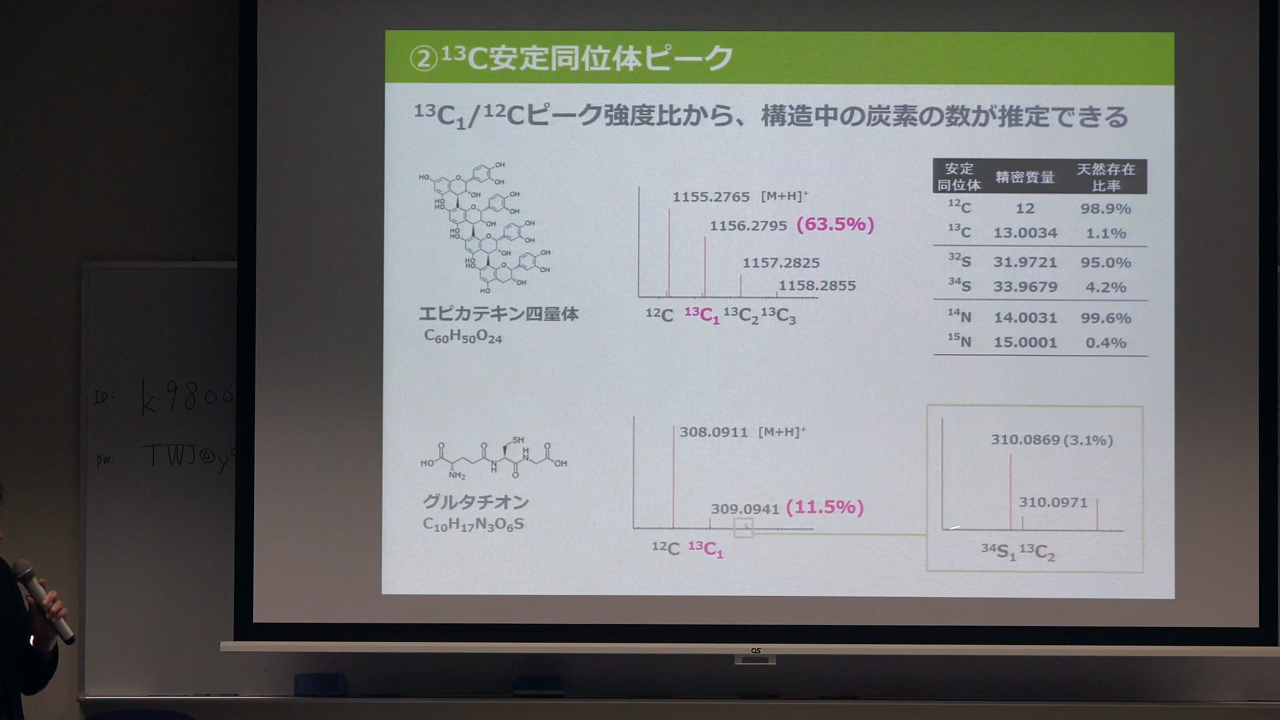 ②¹³C安定同位体ピーク
¹³C₁/¹²Cピーク強度比から、構造中の炭素の数が推定できる
エピカテキン四量体
C₆₀H₅₀O₂₄
1155.2765 [M+H]⁺
1156.2795 (63.5%)
1157.2825
1158.2855
¹²C ¹³C₁ ¹³C₂ ¹³C₃
安定同位体 精密質量 天然存在比率
¹²C 12 98.9%
¹³C 13.0034 1.1%
³²S 31.9721 95.0%
³⁴S 33.9679 4.2%
¹⁴N 14.0031 99.6%
¹⁵N 15.0001 0.4%
HO O SH O O
NH₂ N H O H N OH
グルタチオン
C₁₀H₁₇N₃O₆S
308.0911 [M+H]⁺
309.0941 (11.5%)
¹²C ¹³C₁
310.0869 (3.1%)
310.0971
³⁴S₁ ¹³C₂
ID: k9800
pw: TWJ@y
OS